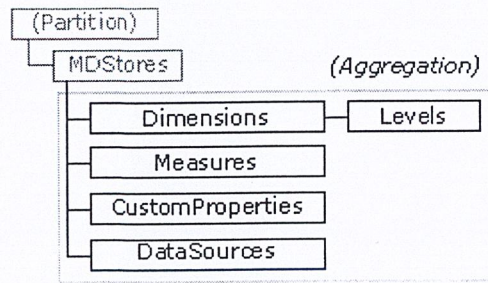 (Partition)
MDStores
(Aggregation)
Dimensions
Levels
Measures
CustomProperties
DataSources